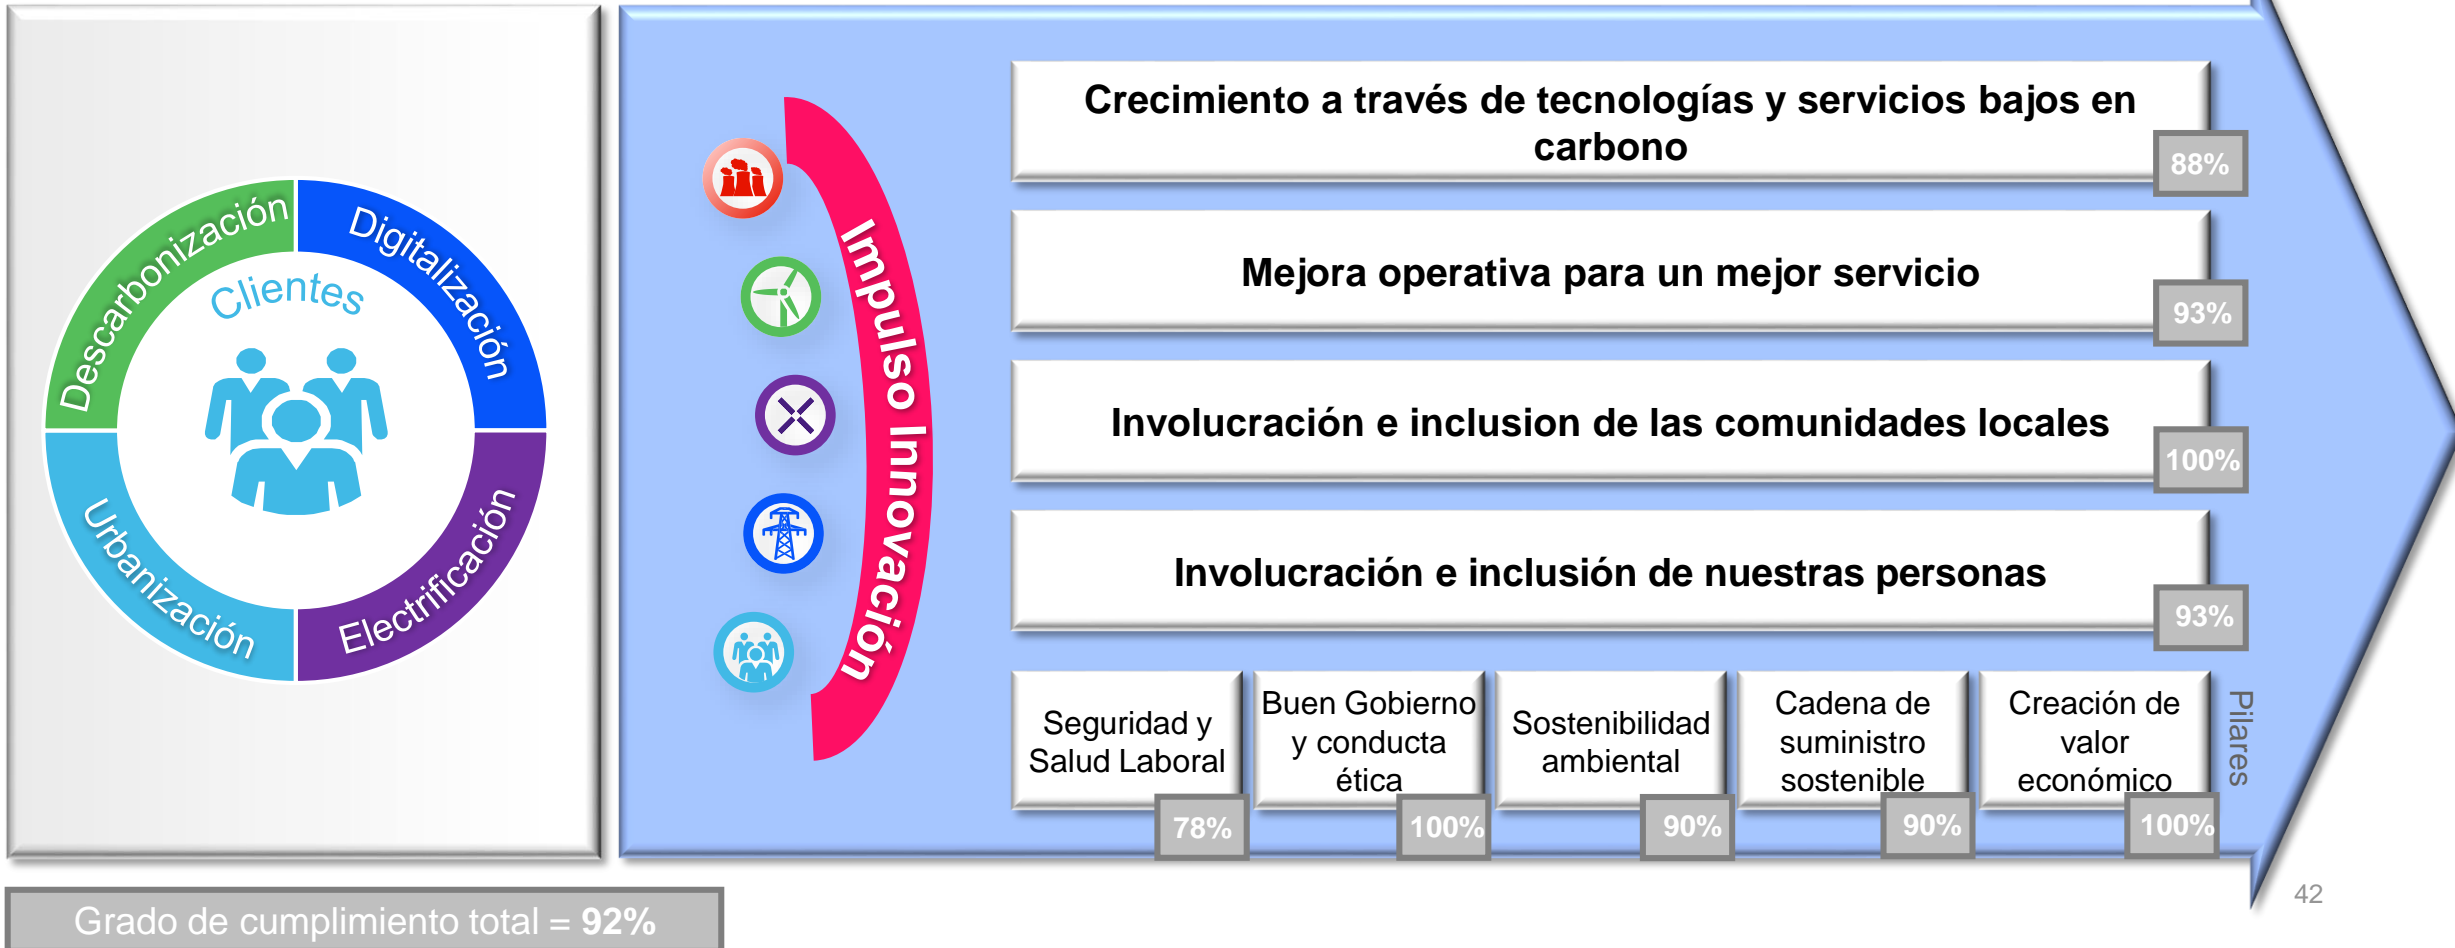 Descarbonización
Digitalización
Clientes
Urbanización
Electrificación
Impulso Innovación
Crecimiento a través de tecnologías y servicios bajos en
carbono
88%
Mejora operativa para un mejor servicio
93%
Involucración e inclusion de las comunidades locales
100%
Involucración e inclusión de nuestras personas
93%
Seguridad y
Salud Laboral
78%
Buen Gobierno
y conducta
ética
100%
Sostenibilidad
ambiental
90%
Cadena de
suministro
sostenible
90%
Creación de
valor
económico
100%
Pilares
Grado de cumplimiento total = 92%
42